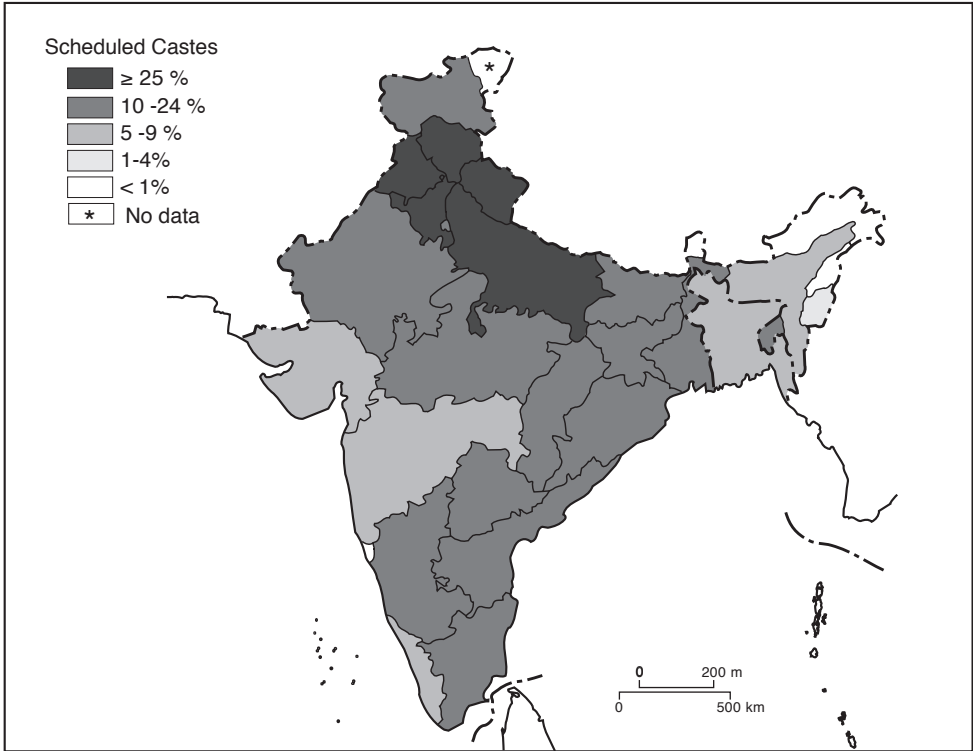 Scheduled Castes
≥ 25 %
10 -24 %
5 -9 %
1-4%
< 1%
* No data
*
0 200 m
0 500 km